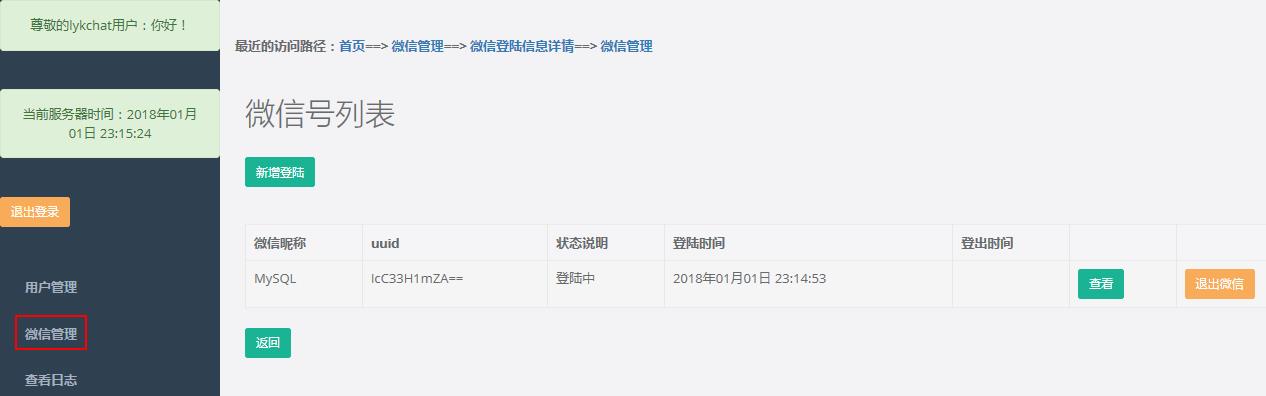 尊敬的lykchat用户：你好！
当前服务器时间：2018年01月
01日 23:15:24
退出登录
用户管理
微信管理
查看日志
最近的访问路径：首页==> 微信管理==> 微信登陆信息详情==> 微信管理
微信号列表
新增登陆
微信昵称 uuid 状态说明 登陆时间 登出时间
MySQL IcC33H1mZA== 登陆中 2018年01月01日 23:14:53 查看 退出微信
返回